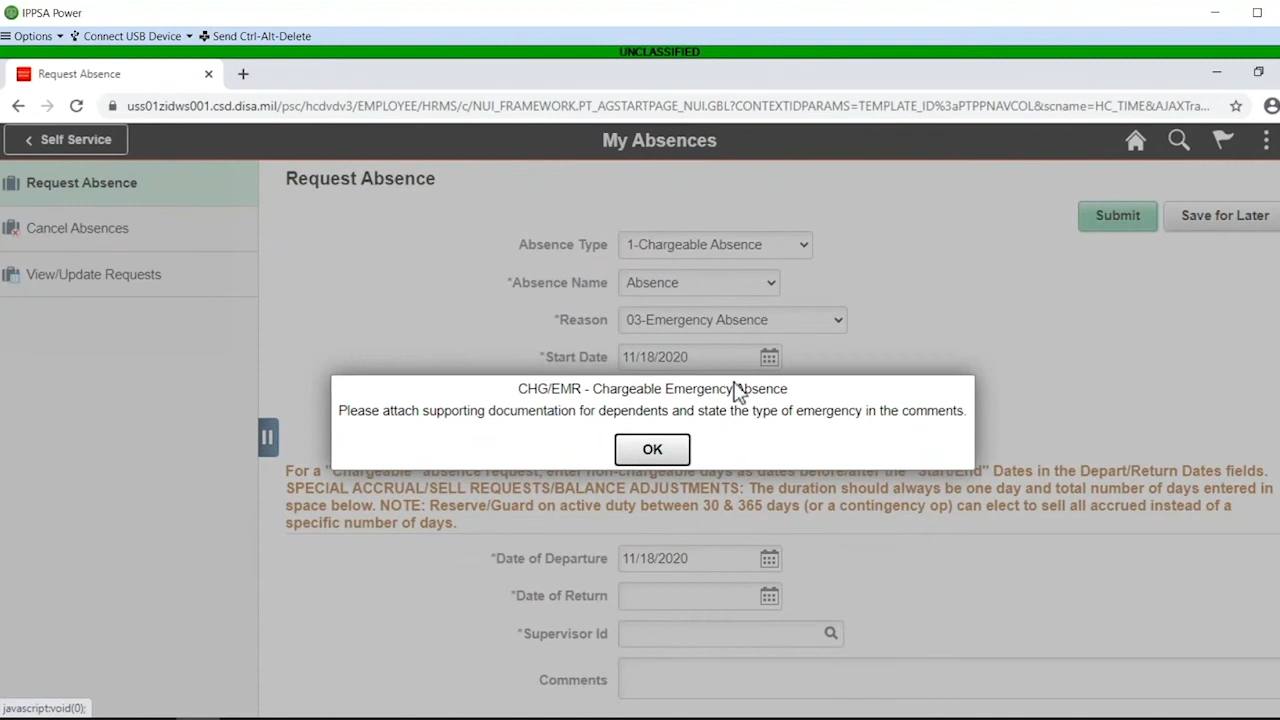 IPPSA Power
Options Connect USB Device Send Ctrl-Alt-Delete
UNCLASSIFIED
Request Absence
uss01zidws001.csd.disa.mil/psc/hcdvdv3/EMPLOYEE/HRMS/c/NUI_FRAMEWORK.PT_AGSTARTPAGE_NUI.GBL?CONTEXTIDPARAMS=TEMPLATE_ID%3aPTPPNAVCOL&scname=HC_TIME&AJAXTra...
Self Service
My Absences
Request Absence
Cancel Absences
View/Update Requests
Request Absence
Submit
Save for Later
Absence Type 1-Chargeable Absence
*Absence Name Absence
*Reason 03-Emergency Absence
*Start Date 11/18/2020
CHG/EMR - Chargeable Emergency Absence
Please attach supporting documentation for dependents and state the type of emergency in the comments.
OK
For a "Chargeable" absence request, enter non-chargeable days as dates before/after the "Start/End" Dates in the Depart/Return Dates fields.
SPECIAL ACCRUAL/SELL REQUESTS/BALANCE ADJUSTMENTS: The duration should always be one day and total number of days entered in
space below. NOTE: Reserve/Guard on active duty between 30 & 365 days (or a contingency op) can elect to sell all accrued instead of a
specific number of days.
*Date of Departure 11/18/2020
*Date of Return
*Supervisor Id
Comments
javascript:void(0);